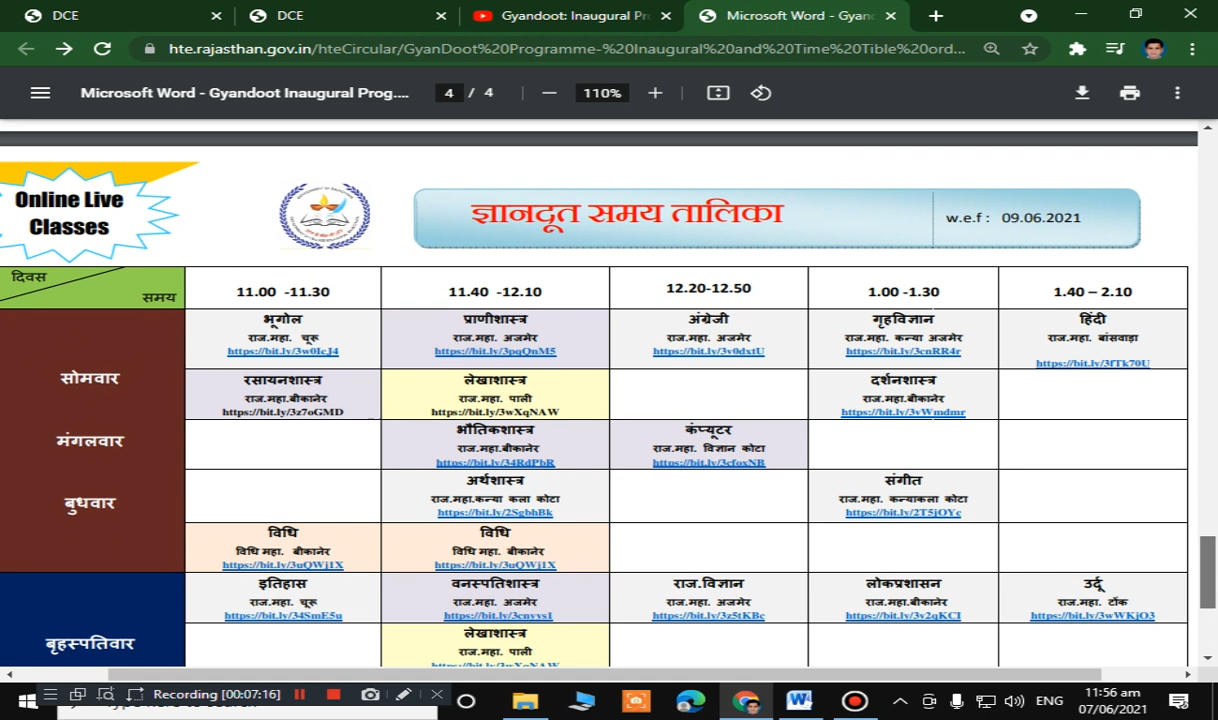 DCE
DCE
Gyandoot: Inaugural Pr
Microsoft Word - Gyan
hte.rajasthan.gov.in/hteCircular/GyanDoot%20Programme-%20Inaugural%20and%20Time%20Tible%20ord...
Microsoft Word - Gyandoot Inaugural Prog....
4 / 4
110%
Online Live
Classes
ज्ञानदूत समय तालिका
w.e.f : 09.06.2021
दिवस
समय
11.00 -11.30
11.40 -12.10
12.20-12.50
1.00 -1.30
1.40 – 2.10
सोमवार
मंगलवार
बुधवार
भूगोल
राज.महा. चूरू
https://bit.ly/3w0IcJ4
प्राणीशास्त्र
राज.महा. अजमेर
https://bit.ly/3pqQnM5
अंग्रेजी
राज.महा. अजमेर
https://bit.ly/3v0dxtU
गृहविज्ञान
राज.महा. कन्या अजमेर
https://bit.ly/3cnRR4r
हिंदी
राज.महा. बांसवाड़ा
https://bit.ly/3fTk70U
रसायनशास्त्र
राज.महा.बीकानेर
https://bit.ly/3z7oGMD
लेखाशास्त्र
राज.महा. पाली
https://bit.ly/3wXqNAW
दर्शनशास्त्र
राज.महा.बीकानेर
https://bit.ly/3vWmdmr
भौतिकशास्त्र
राज.महा.बीकानेर
https://bit.ly/34RdPbR
कंप्यूटर
राज.महा. विज्ञान कोटा
https://bit.ly/3cfoxNB
अर्थशास्त्र
राज.महा.कन्या कला कोटा
https://bit.ly/2SgbhBk
संगीत
राज.महा. कन्याकला कोटा
https://bit.ly/2T5jOYc
विधि
विधि महा. बीकानेर
https://bit.ly/3uQWj1X
विधि
विधि महा. बीकानेर
https://bit.ly/3uQWj1X
बृहस्पतिवार
इतिहास
राज.महा. चूरू
https://bit.ly/34SmE5u
वनस्पतिशास्त्र
राज.महा. अजमेर
https://bit.ly/3cnyvs1
राज.विज्ञान
राज.महा. अजमेर
https://bit.ly/3z5tKBc
लोकप्रशासन
राज.महा.बीकानेर
https://bit.ly/3v2qKCI
उर्दू
राज.महा. टोंक
https://bit.ly/3wWKjO3
लेखाशास्त्र
राज.महा. पाली
https://bit.ly/3wXqNAW
Recording [00:07:16]
ENG
11:56 am
07/06/2021